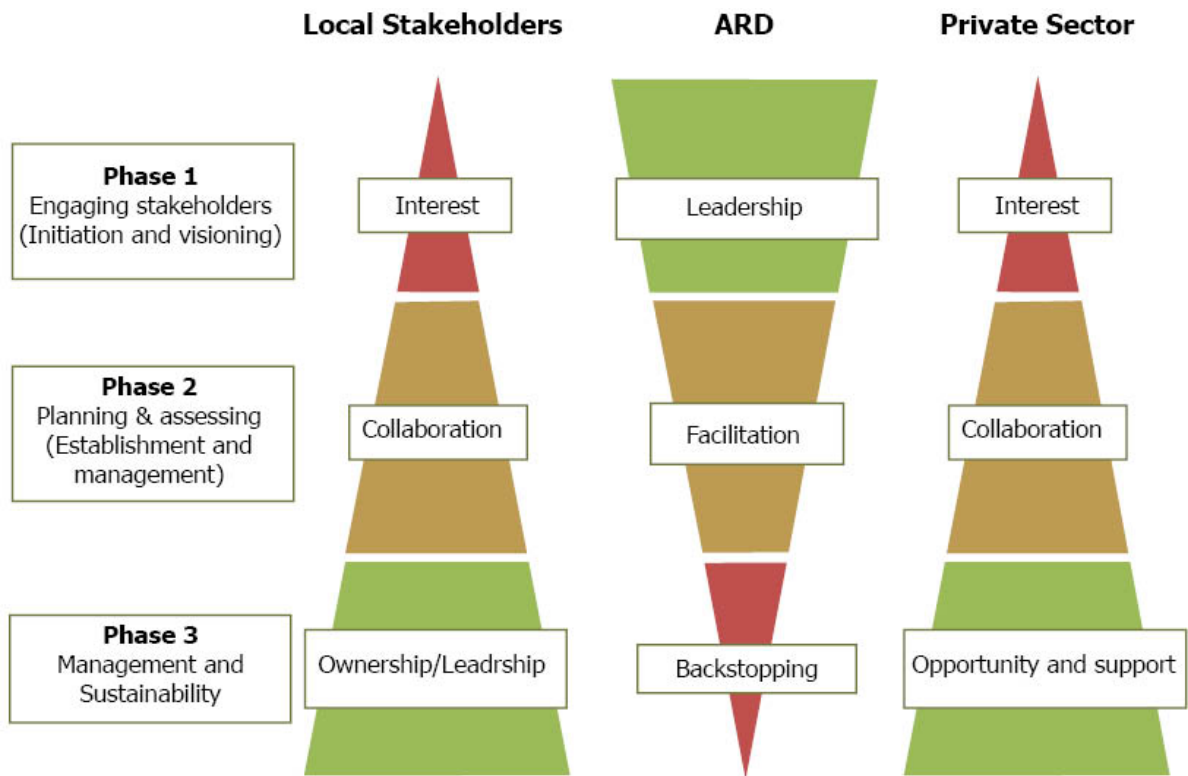 Local Stakeholders
ARD
Private Sector
Phase 1
Engaging stakeholders
(Initiation and visioning)
Interest
Leadership
Interest
Phase 2
Planning & assessing
(Establishment and
management)
Collaboration
Facilitation
Collaboration
Phase 3
Management and
Sustainability
Ownership/Leadrship
Backstopping
Opportunity and support